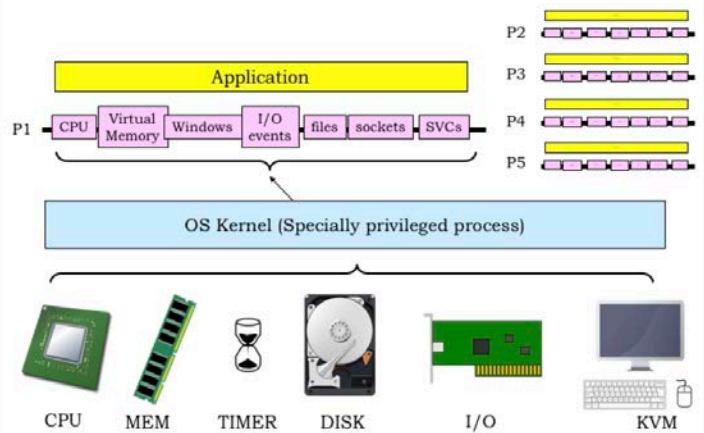 Application
P1
CPU
Virtual
Memory
Windows
I/O
events
files
sockets
SVCs
P2
P3
P4
P5
OS Kernel (Specially privileged process)
CPU
MEM
TIMER
DISK
I/O
KVM